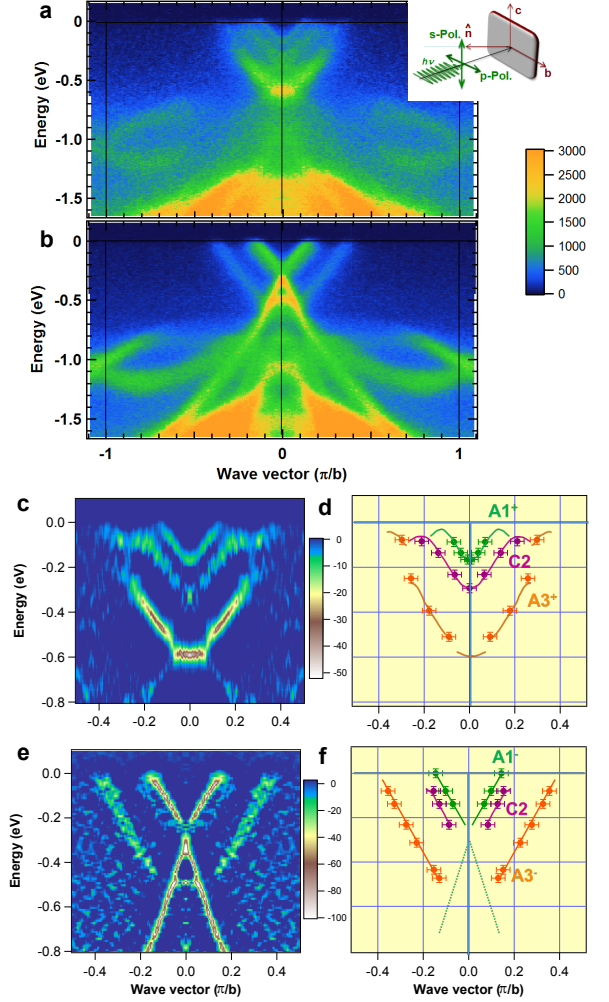 a
s-Pol.
n̂
c
hν
p-Pol.
b
0
-0.5
-1.0
-1.5
Energy (eV)
3000
2500
2000
1500
1000
500
0
b
0
-0.5
-1.0
-1.5
Energy (eV)
-1
0
1
Wave vector (π/b)
c
0.0
-0.2
-0.4
-0.6
-0.8
Energy (eV)
-0.4
-0.2
0.0
0.2
0.4
0
-10
-20
-30
-40
-50
d
A1⁺
C2
A3⁺
-0.4
-0.2
0.0
0.2
0.4
e
0.0
-0.2
-0.4
-0.6
-0.8
Energy (eV)
-0.4
-0.2
0.0
0.2
0.4
Wave vector (π/b)
0
-20
-40
-60
-80
-100
f
A1⁻
C2
A3⁻
-0.4
-0.2
0.0
0.2
0.4
Wave vector (π/b)